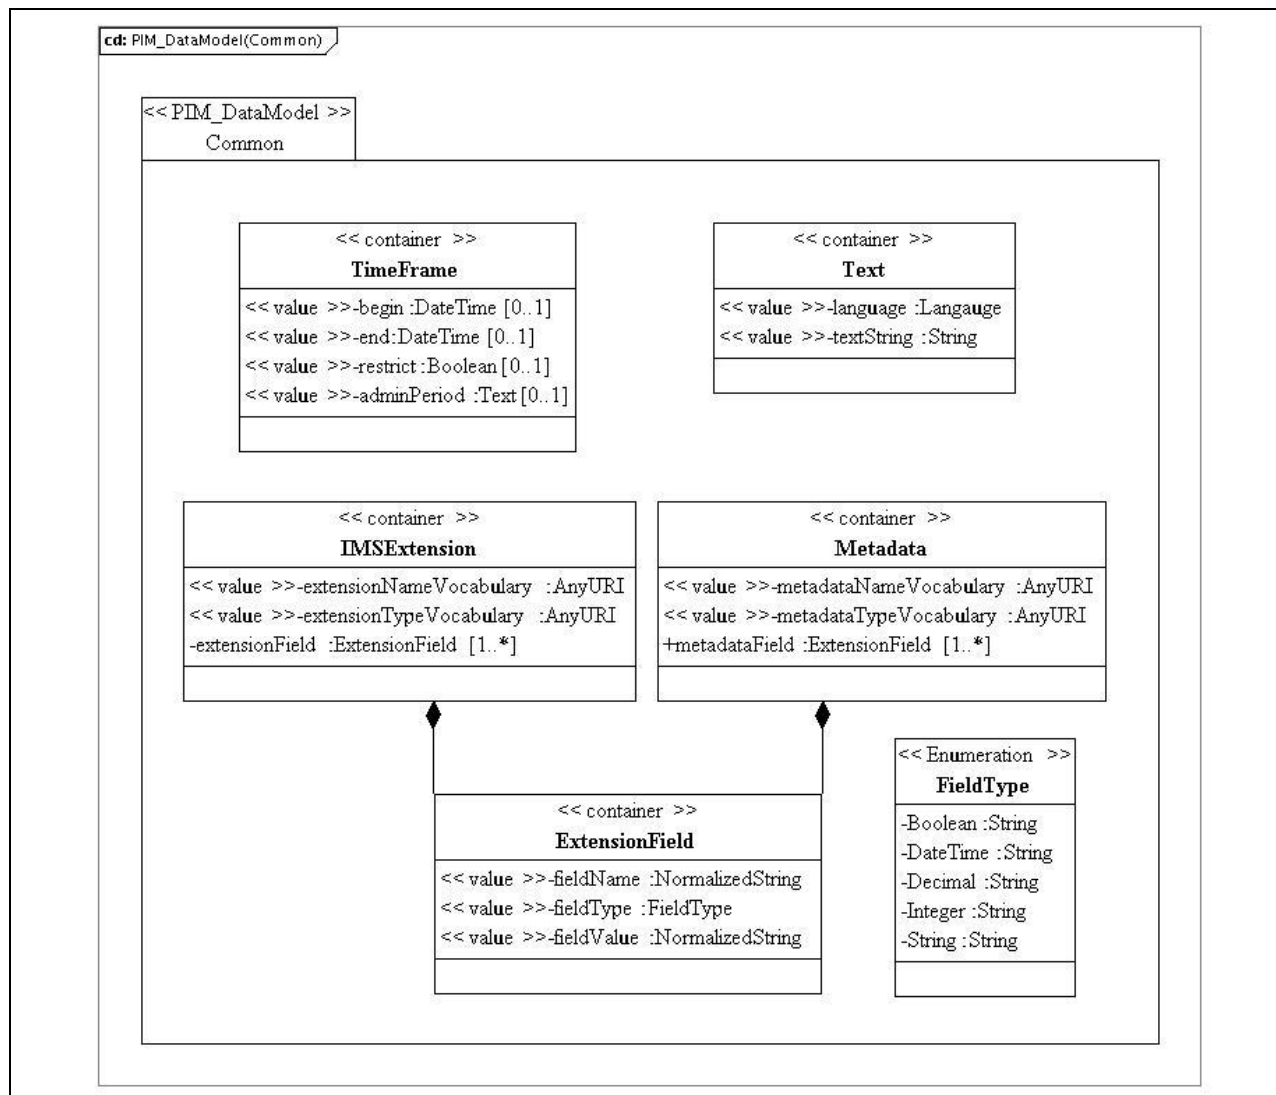 cd: PIM_DataModel(Common)
<< PIM_DataModel >>
Common
<< container >>
TimeFrame
<< value >>-begin :DateTime [0..1]
<< value >>-end:DateTime [0..1]
<< value >>-restrict :Boolean [0..1]
<< value >>-adminPeriod :Text [0..1]
<< container >>
Text
<< value >>-language :Langauge
<< value >>-textString :String
<< container >>
IMSExtension
<< value >>-extensionNameVocabulary :AnyURI
<< value >>-extensionTypeVocabulary :AnyURI
-extensionField :ExtensionField [1..*]
<< container >>
Metadata
<< value >>-metadataNameVocabulary :AnyURI
<< value >>-metadataTypeVocabulary :AnyURI
+metadataField :ExtensionField [1..*]
<< container >>
ExtensionField
<< value >>-fieldName :NormalizedString
<< value >>-fieldType :FieldType
<< value >>-fieldValue :NormalizedString
<< Enumeration >>
FieldType
-Boolean :String
-DateTime :String
-Decimal :String
-Integer :String
-String :String